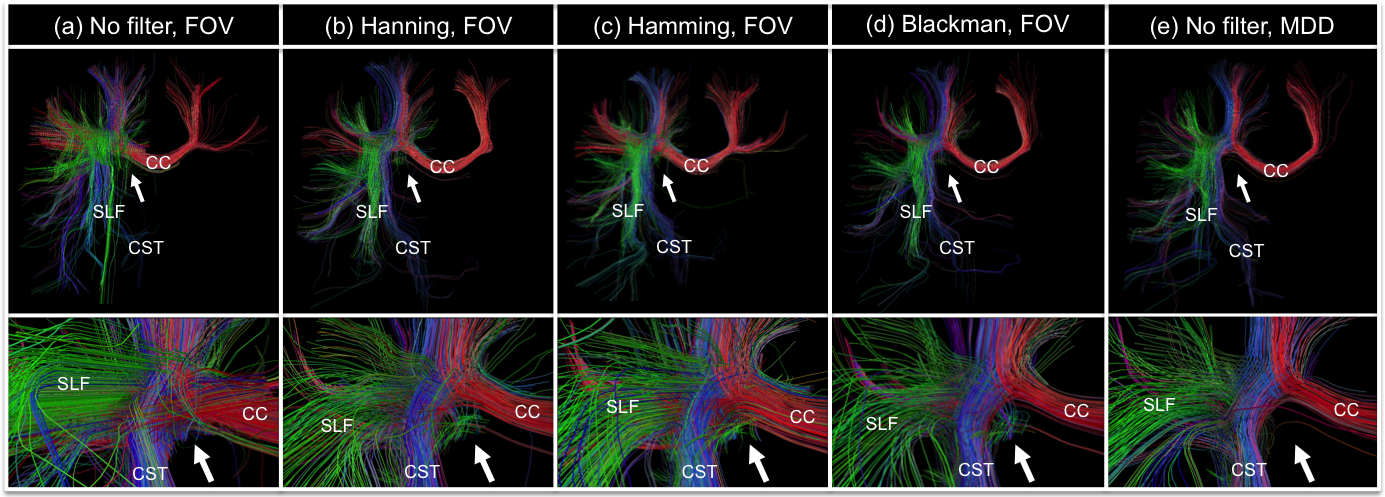 (a) No filter, FOV
(b) Hanning, FOV
(c) Hamming, FOV
(d) Blackman, FOV
(e) No filter, MDD
CC
SLF
CST
CC
SLF
CST
CC
SLF
CST
CC
SLF
CST
CC
SLF
CST
SLF
CC
CST
CC
SLF
CST
CC
SLF
CST
CC
SLF
CST
CC
SLF
CST